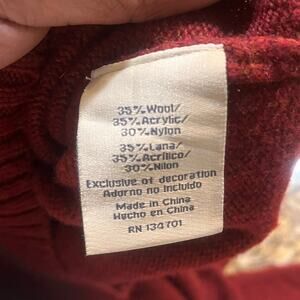 35% Wool/
35% Acrylic/
30% Nylon
35% Lana/
35% Acrilico/
30% Nilon
Exclusive of decoration
Adorno no incluido
Made in China
Hecho en China
RN 134701